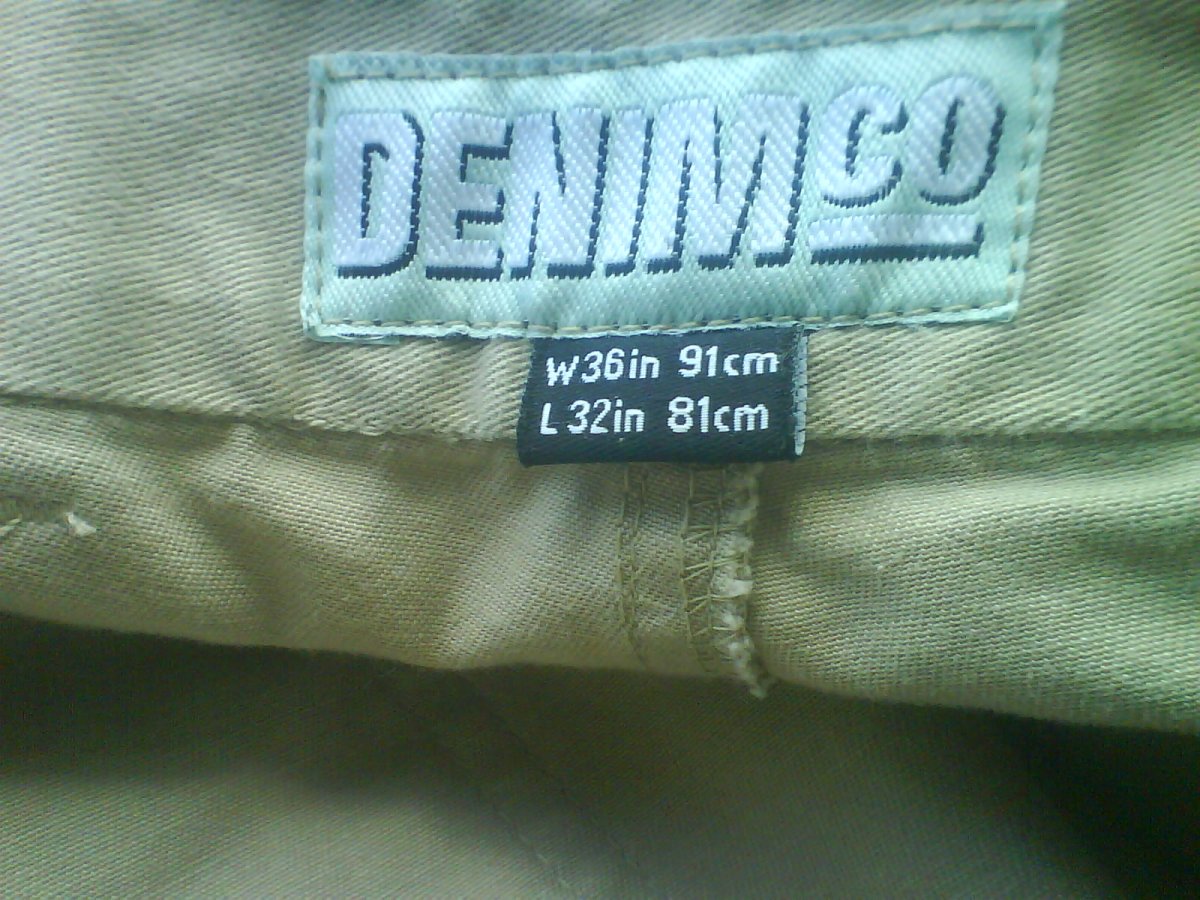 DENIMCO
W36in 91cm
L32in 81cm